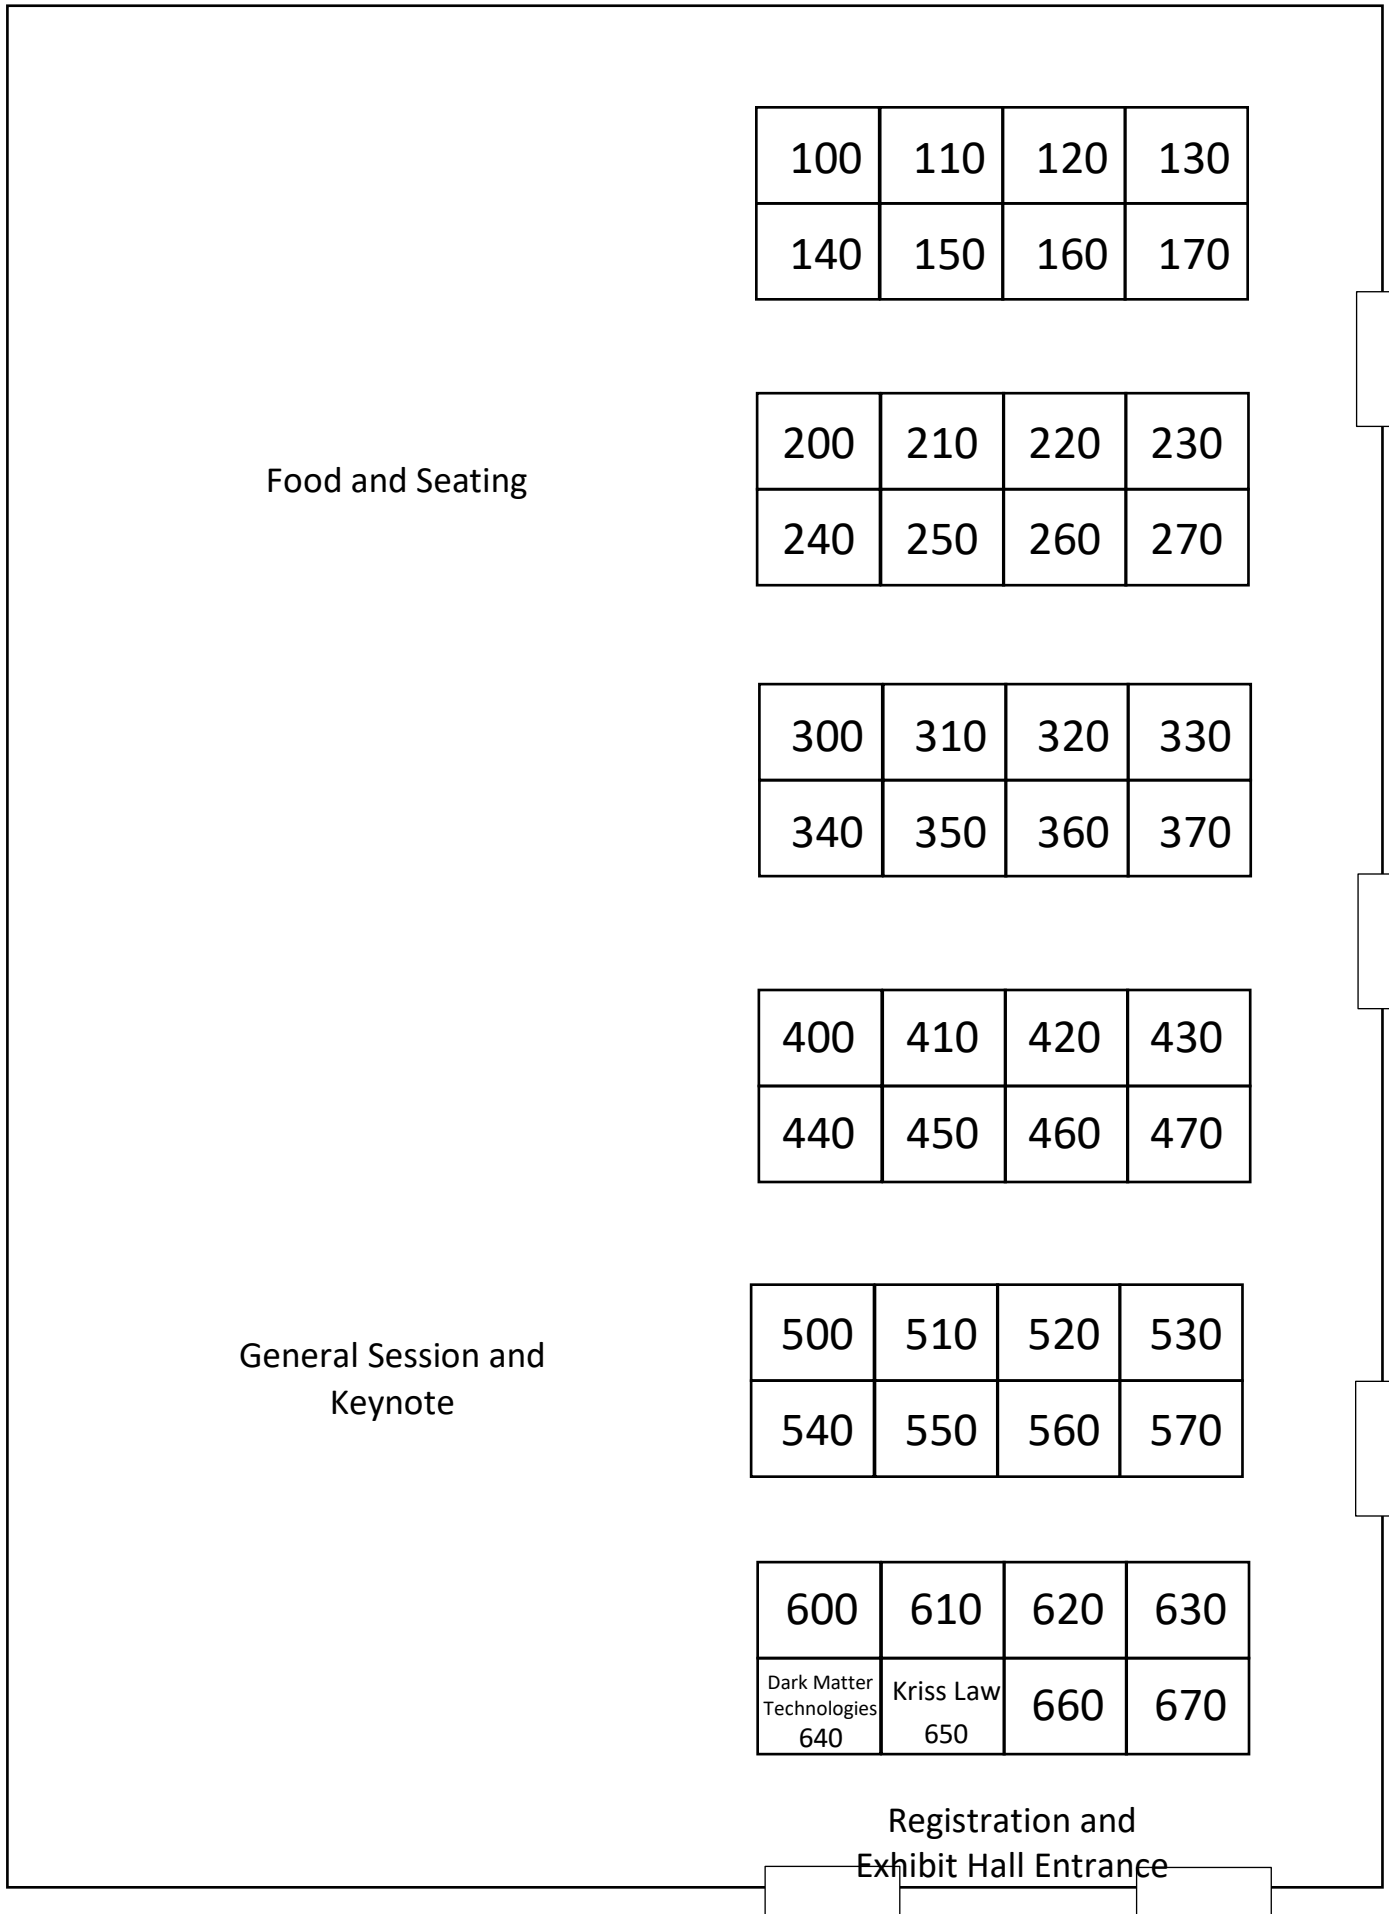 100 110 120 130
140 150 160 170
200 210 220 230
Food and Seating
240 250 260 270
300 310 320 330
340 350 360 370
400 410 420 430
440 450 460 470
500 510 520 530
General Session and
Keynote
540 550 560 570
600 610 620 630
Dark Matter
Technologies
640
Kriss Law
650
660 670
Registration and
Exhibit Hall Entrance